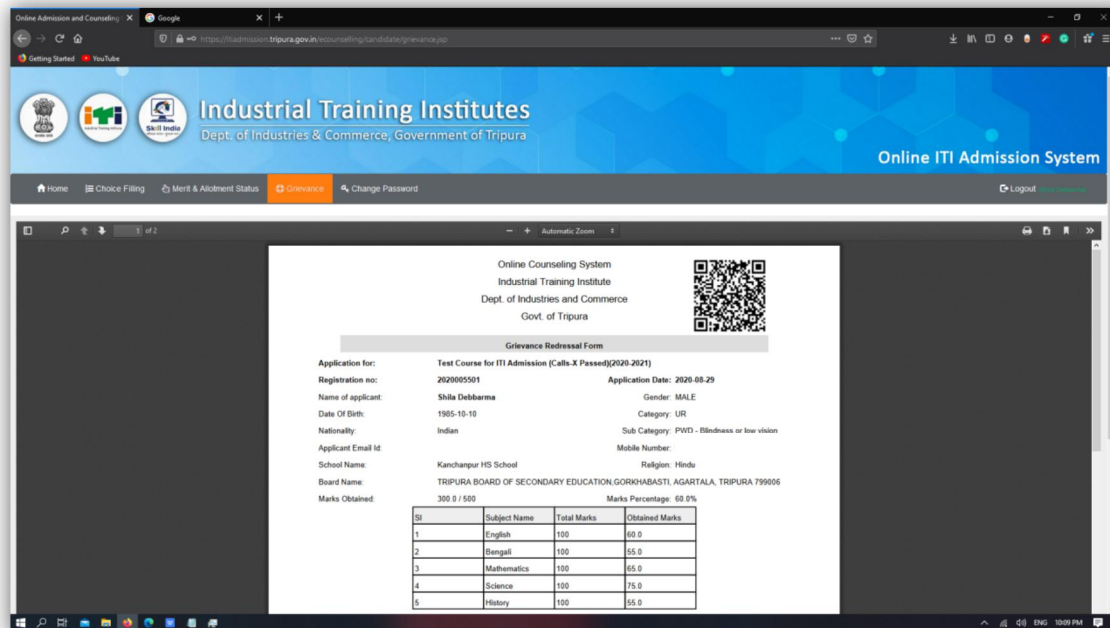 Online Admission and Counseling
Google
https://itiadmission.tripura.gov.in/ecounselling/candidate/grievance.jsp
Getting Started
YouTube
iti
Skill India
Industrial Training Institutes
Dept. of Industries & Commerce, Government of Tripura
Online ITI Admission System
Home
Choice Filling
Merit & Allotment Status
Grievance
Change Password
Logout
1 of 2
Automatic Zoom
Online Counseling System
Industrial Training Institute
Dept. of Industries and Commerce
Govt. of Tripura
Grievance Redressal Form
Application for: Test Course for ITI Admission (Calls-X Passed)(2020-2021)
Registration no: 2020005501 Application Date: 2020-08-29
Name of applicant: Shila Debbarma Gender: MALE
Date Of Birth: 1985-10-10 Category: UR
Nationality: Indian Sub Category: PWD - Blindness or low vision
Applicant Email Id: Mobile Number:
School Name: Kanchanpur HS School Religion: Hindu
Board Name: TRIPURA BOARD OF SECONDARY EDUCATION,GORKHABASTI, AGARTALA, TRIPURA 799006
Marks Obtained: 300.0 / 500 Marks Percentage: 60.0%
Sl Subject Name Total Marks Obtained Marks
1 English 100 60.0
2 Bengali 100 55.0
3 Mathematics 100 65.0
4 Science 100 75.0
5 History 100 55.0
ENG 10:09 PM